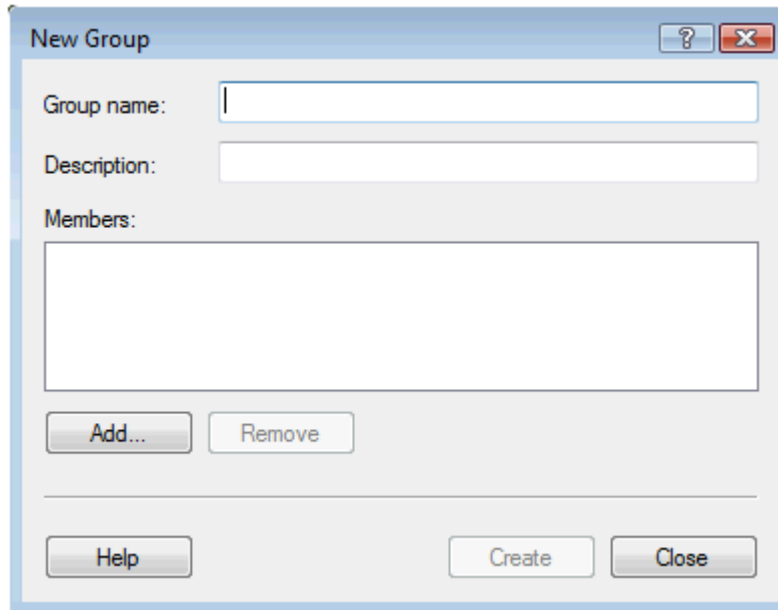 New Group
?
Group name:
Description:
Members:
Add... Remove
Help Create Close